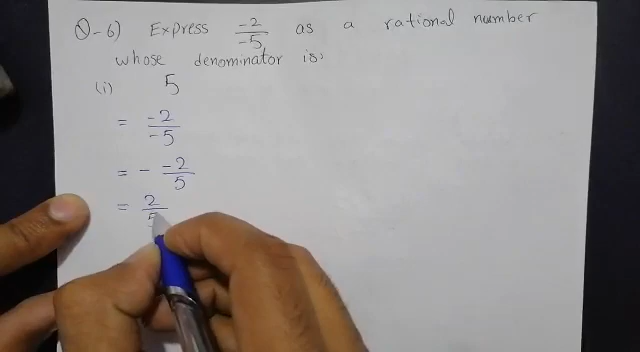 Q-6) Express -2/-5 as a rational number
whose denominator is:
(i) 5
= -2/-5
= - -2/5
= 2/5